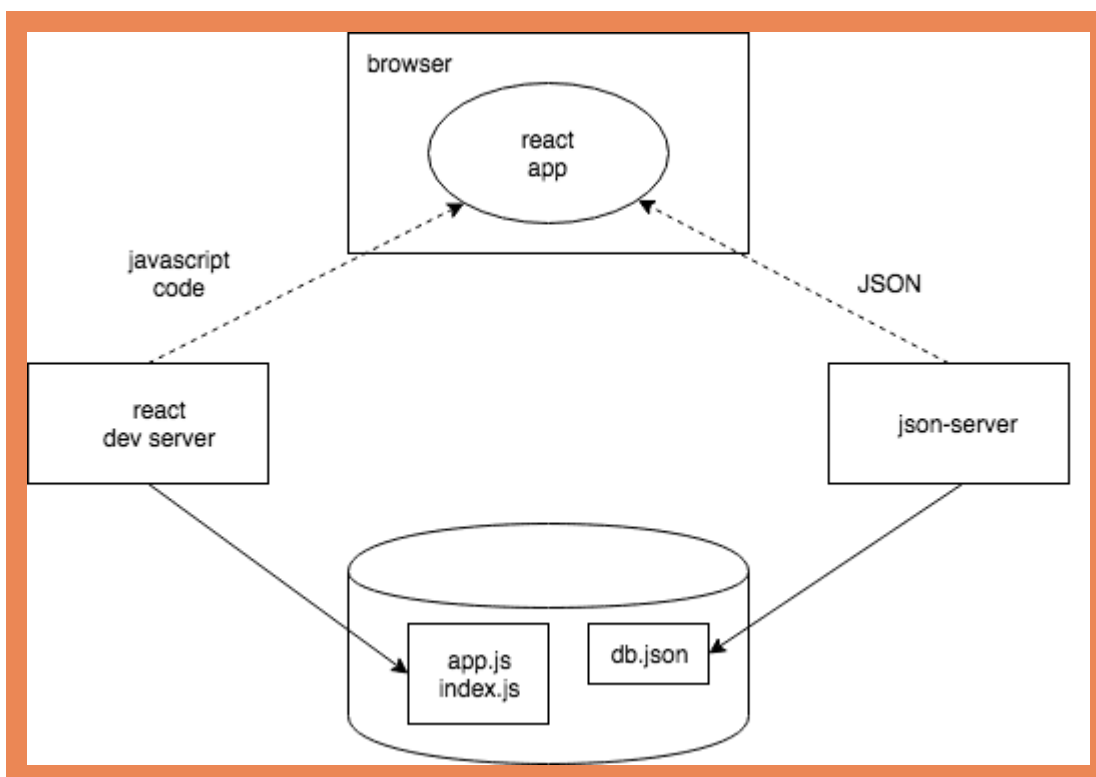 browser
react
app
javascript
code
JSON
react
dev server
json-server
app.js
index.js
db.json